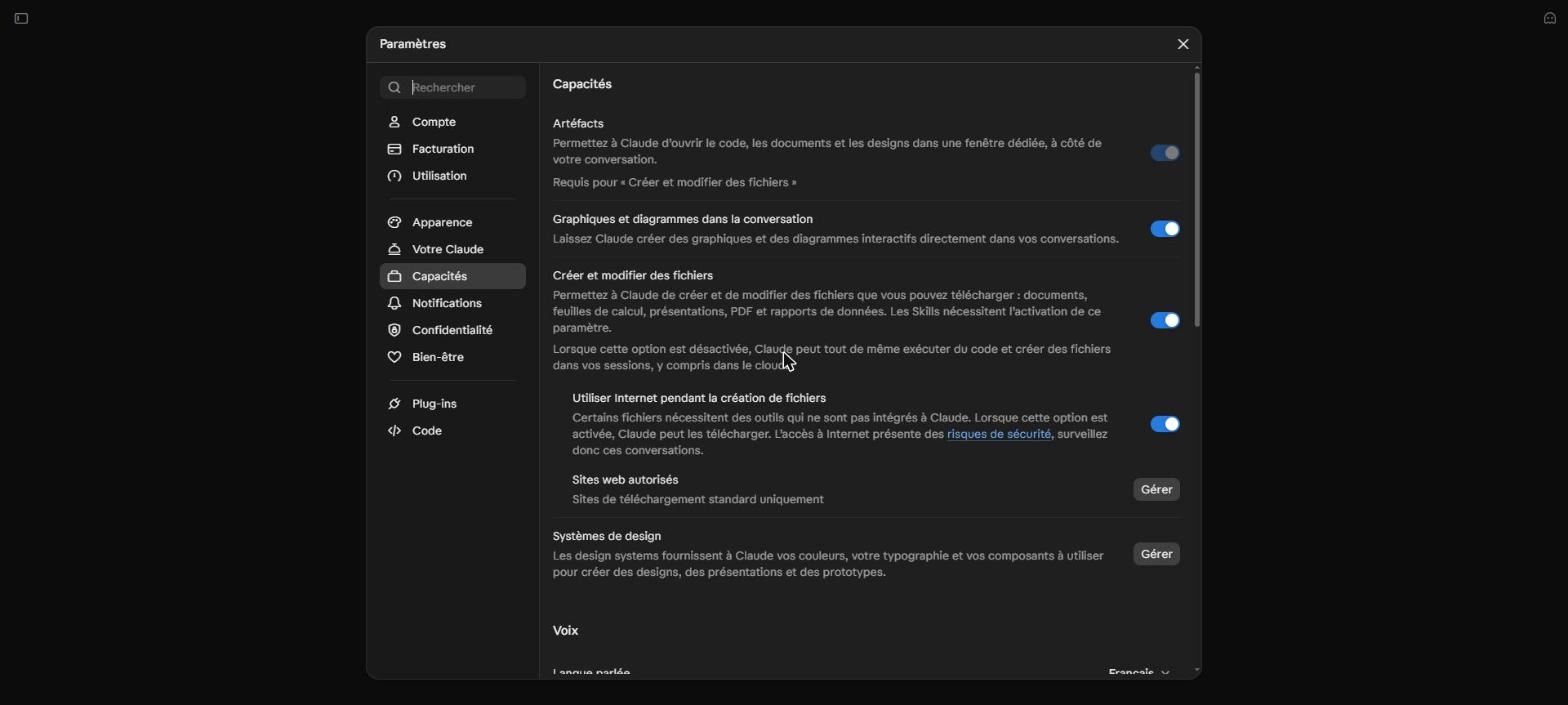 Paramètres
Rechercher
Compte
Facturation
Utilisation
Apparence
Votre Claude
Capacités
Notifications
Confidentialité
Bien-être
Plug-ins
Code
Capacités
Artéfacts
Permettez à Claude d'ouvrir le code, les documents et les designs dans une fenêtre dédiée, à côté de
votre conversation.
Requis pour « Créer et modifier des fichiers »
Graphiques et diagrammes dans la conversation
Laissez Claude créer des graphiques et des diagrammes interactifs directement dans vos conversations.
Créer et modifier des fichiers
Permettez à Claude de créer et de modifier des fichiers que vous pouvez télécharger : documents,
feuilles de calcul, présentations, PDF et rapports de données. Les Skills nécessitent l'activation de ce
paramètre.
Lorsque cette option est désactivée, Claude peut tout de même exécuter du code et créer des fichiers
dans vos sessions, y compris dans le cloud
Utiliser Internet pendant la création de fichiers
Certains fichiers nécessitent des outils qui ne sont pas intégrés à Claude. Lorsque cette option est
activée, Claude peut les télécharger. L'accès à Internet présente des risques de sécurité, surveillez
donc ces conversations.
Sites web autorisés
Sites de téléchargement standard uniquement
Gérer
Systèmes de design
Les design systems fournissent à Claude vos couleurs, votre typographie et vos composants à utiliser
pour créer des designs, des présentations et des prototypes.
Gérer
Voix
Langue parlée
Français